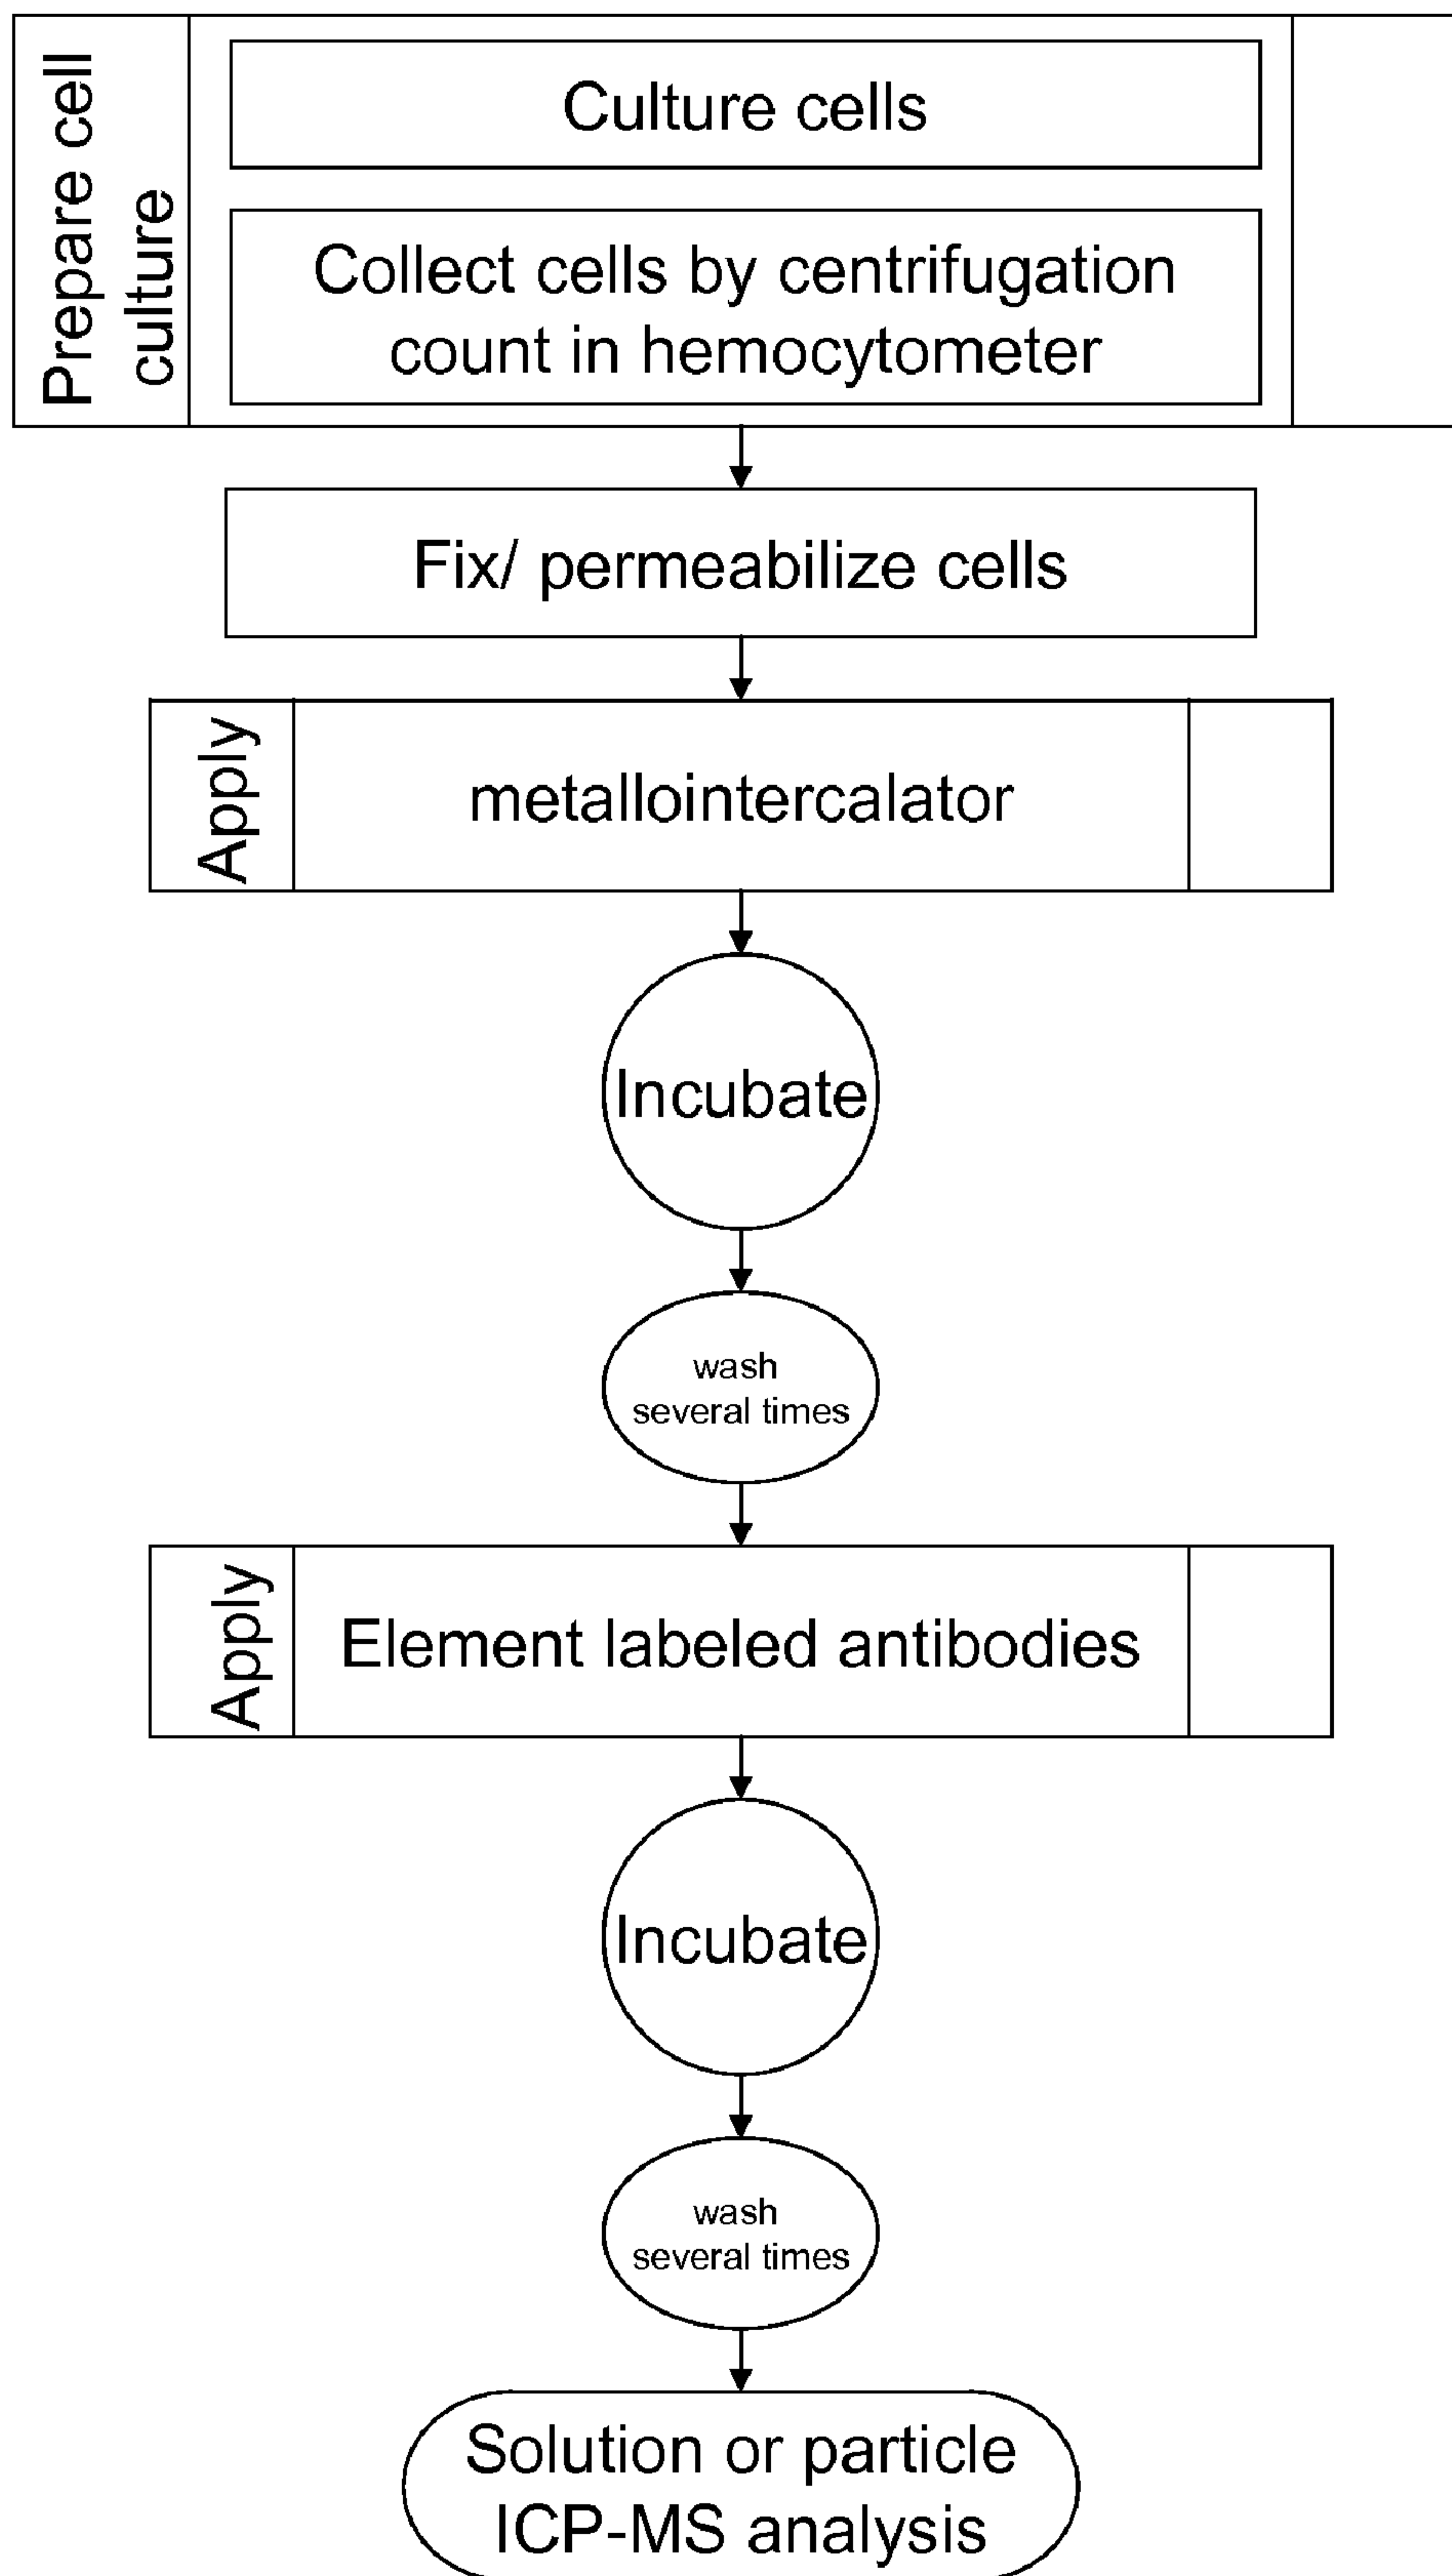 Prepare cell
culture
Culture cells
Collect cells by centrifugation
count in hemocytometer
Fix/ permeabilize cells
Apply
metallointercalator
Incubate
wash
several times
Apply
Element labeled antibodies
Incubate
wash
several times
Solution or particle
ICP-MS analysis